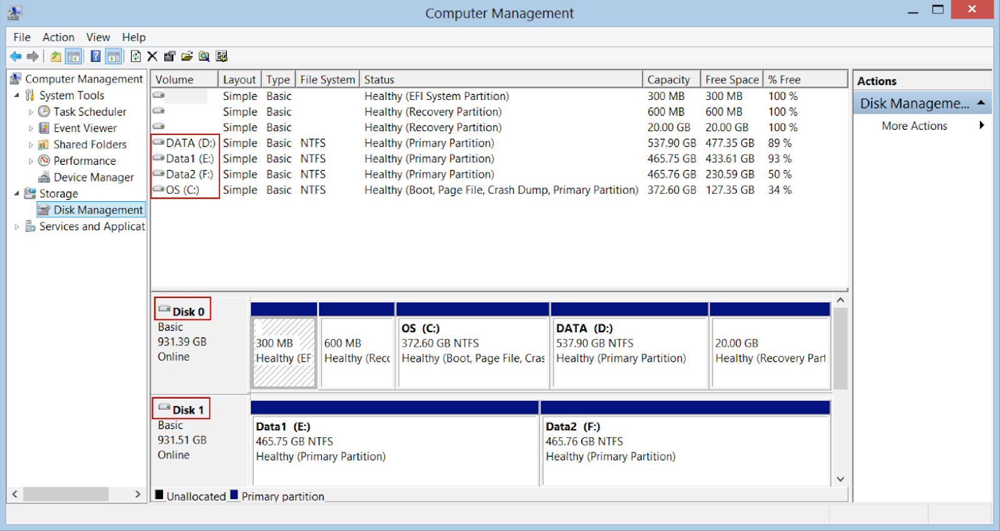 Computer Management
File Action View Help
Computer Management
System Tools
Task Scheduler
Event Viewer
Shared Folders
Performance
Device Manager
Storage
Disk Management
Services and Applicat
Volume Layout Type File System Status Capacity Free Space % Free
Simple Basic Healthy (EFI System Partition) 300 MB 300 MB 100 %
Simple Basic Healthy (Recovery Partition) 600 MB 600 MB 100 %
Simple Basic Healthy (Recovery Partition) 20.00 GB 20.00 GB 100 %
DATA (D:) Simple Basic NTFS Healthy (Primary Partition) 537.90 GB 477.35 GB 89 %
Data1 (E:) Simple Basic NTFS Healthy (Primary Partition) 465.75 GB 433.61 GB 93 %
Data2 (F:) Simple Basic NTFS Healthy (Primary Partition) 465.76 GB 230.59 GB 50 %
OS (C:) Simple Basic NTFS Healthy (Boot, Page File, Crash Dump, Primary Partition) 372.60 GB 127.35 GB 34 %
Disk 0
Basic
931.39 GB
Online
300 MB
Healthy (EF
600 MB
Healthy (Recc
OS (C:)
372.60 GB NTFS
Healthy (Boot, Page File, Cras
DATA (D:)
537.90 GB NTFS
Healthy (Primary Partition)
20.00 GB
Healthy (Recovery Part
Disk 1
Basic
931.51 GB
Online
Data1 (E:)
465.75 GB NTFS
Healthy (Primary Partition)
Data2 (F:)
465.76 GB NTFS
Healthy (Primary Partition)
Unallocated Primary partition
Actions
Disk Manageme...
More Actions